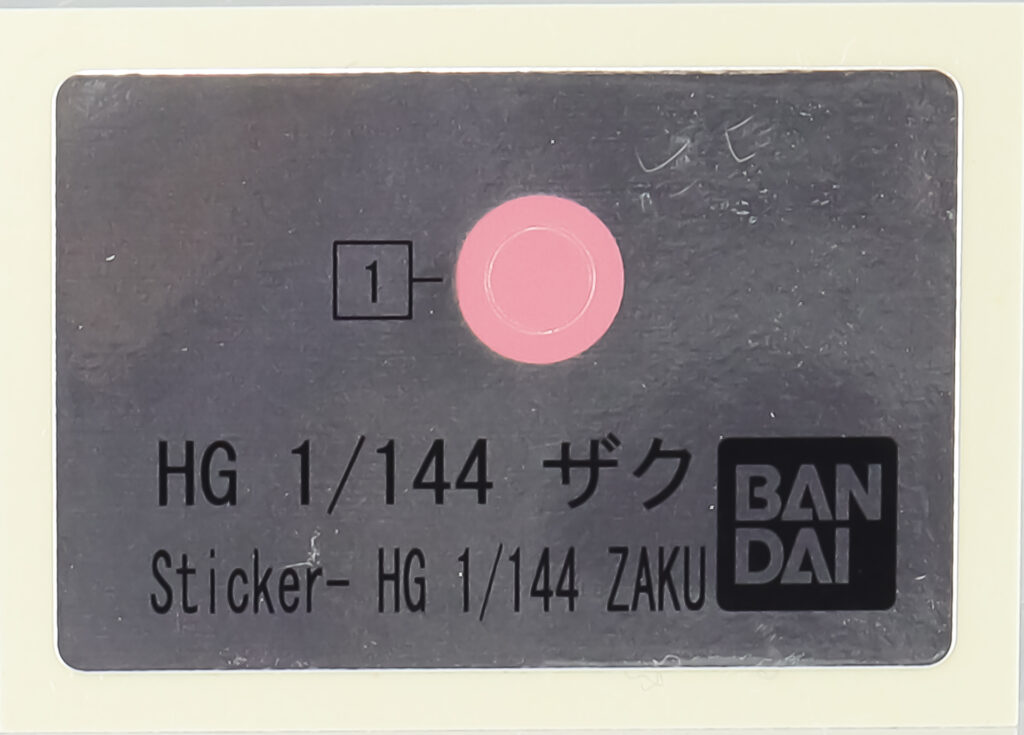 1
HG 1/144 ザク
Sticker- HG 1/144 ZAKU
BAN
DAI